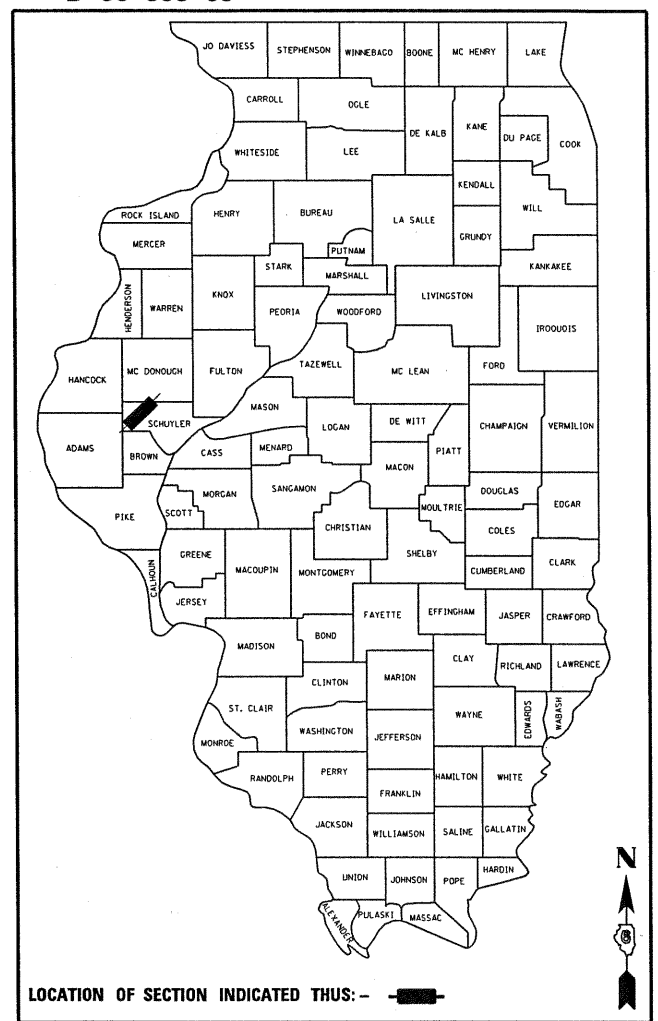 JO DAVIESS STEPHENSON WINNEBAGO BOONE MC HENRY LAKE
CARROLL OGLE DE KALB KANE DU PAGE COOK
WHITESIDE LEE
KENDALL WILL
ROCK ISLAND HENRY BUREAU LA SALLE GRUNDY
MERCER PUTNAM
STARK MARSHALL KANKAKEE
HENDERSON WARREN KNOX PEORIA WOODFORD LIVINGSTON IROQUOIS
HANCOCK MC DONOUGH FULTON TAZEWELL MC LEAN FORD
MASON
SCHUYLER LOGAN DE WITT CHAMPAIGN VERMILION
ADAMS BROWN CASS MENARD MACON PIATT
PIKE SCOTT MORGAN SANGAMON MOULTRIE DOUGLAS EDGAR
CHRISTIAN COLES
GREENE MACOUPIN MONTGOMERY SHELBY CUMBERLAND CLARK
CALHOUN JERSEY
FAYETTE EFFINGHAM JASPER CRAWFORD
MADISON BOND
CLAY RICHLAND LAWRENCE
CLINTON MARION
ST. CLAIR WAYNE EDWARDS WABASH
WASHINGTON JEFFERSON
MONROE
RANDOLPH PERRY HAMILTON WHITE
FRANKLIN
JACKSON WILLIAMSON SALINE GALLATIN
UNION JOHNSON POPE HARDIN
ALEXANDER PULASKI MASSAC
N
LOCATION OF SECTION INDICATED THUS: -